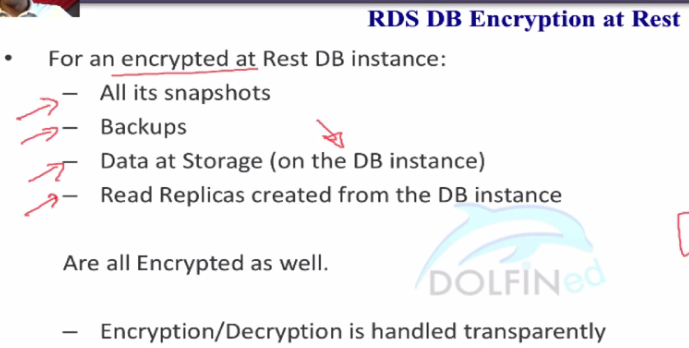 RDS DB Encryption at Rest
• For an encrypted at Rest DB instance:
– All its snapshots
– Backups
– Data at Storage (on the DB instance)
– Read Replicas created from the DB instance
Are all Encrypted as well.
DOLFINed
– Encryption/Decryption is handled transparently